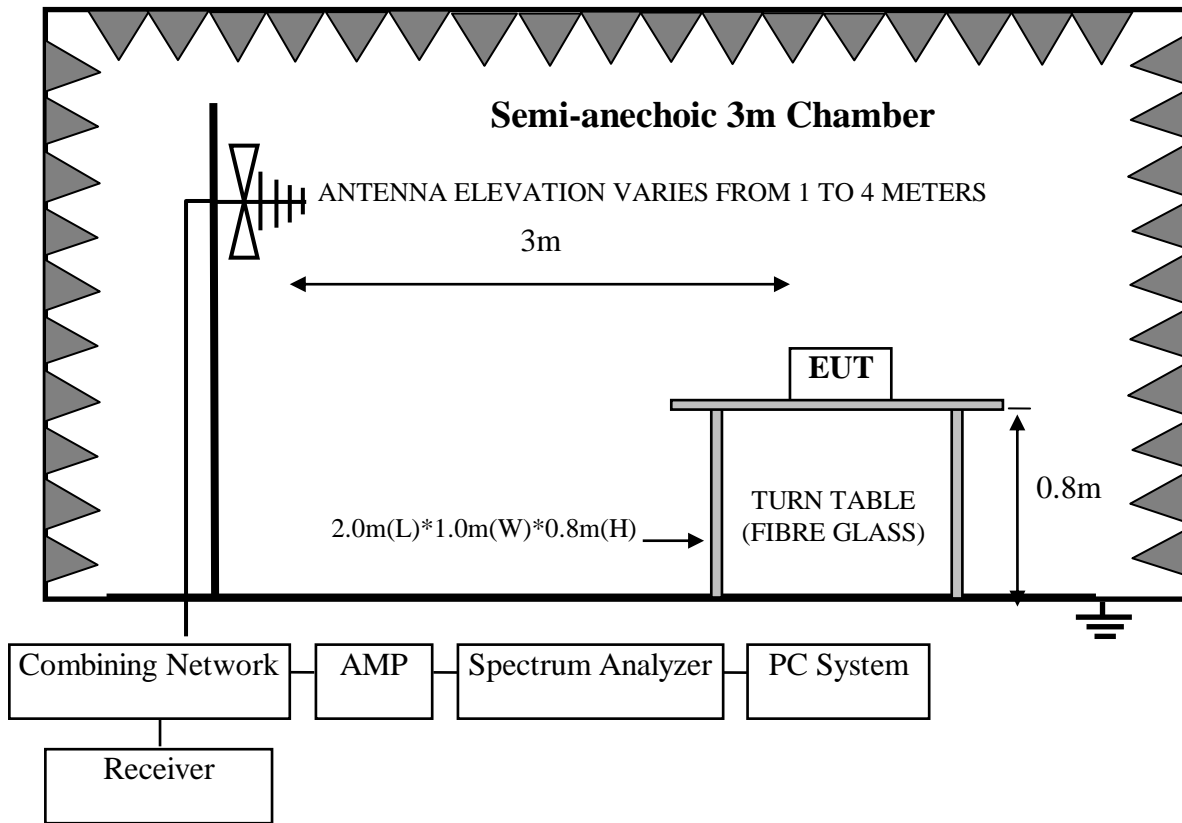 Semi-anechoic 3m Chamber
ANTENNA ELEVATION VARIES FROM 1 TO 4 METERS
3m
EUT
0.8m
TURN TABLE
(FIBRE GLASS)
2.0m(L)*1.0m(W)*0.8m(H)
Combining Network
AMP
Spectrum Analyzer
PC System
Receiver